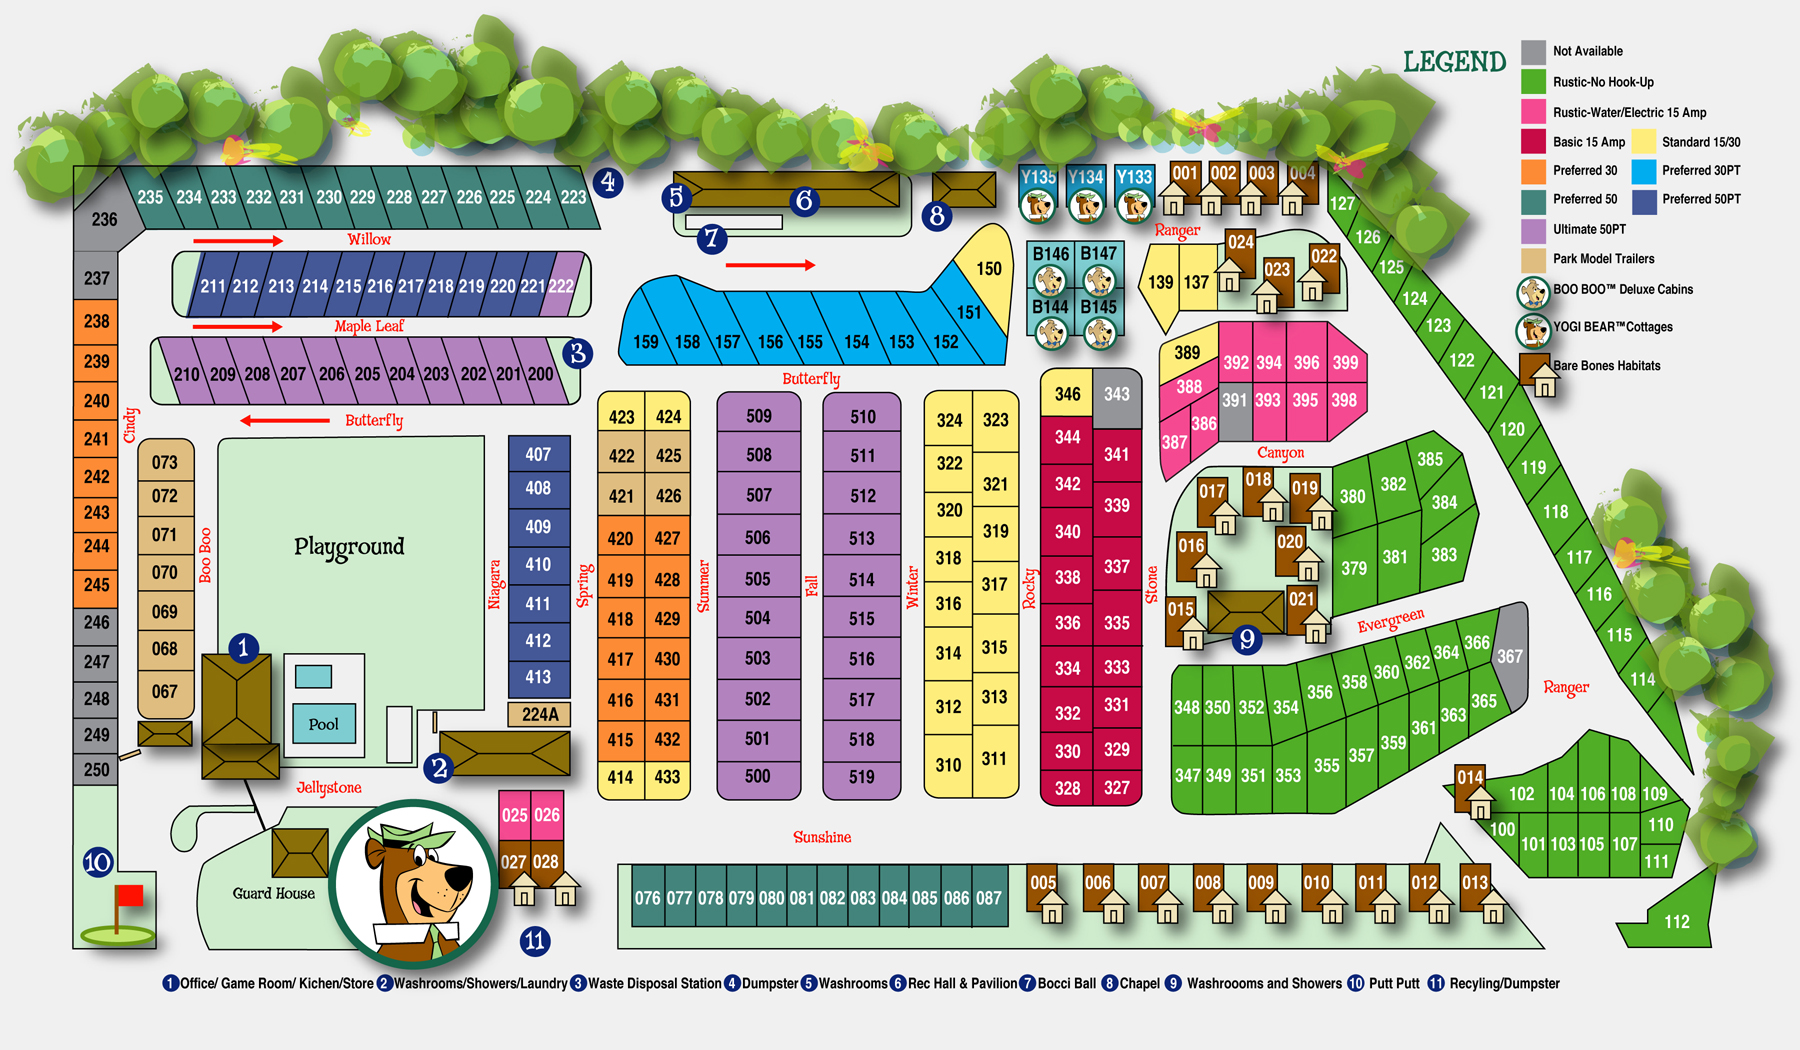 LEGEND
Not Available
Rustic-No Hook-Up
Rustic-Water/Electric 15 Amp
Basic 15 Amp
Standard 15/30
Preferred 30
Preferred 30PT
Preferred 50
Preferred 50PT
Ultimate 50PT
Park Model Trailers
BOO BOO™ Deluxe Cabins
YOGI BEAR™Cottages
Bare Bones Habitats
235 234 233 232 231 230 229 228 227 226 225 224 223
4
5
6
7
8
Y135 Y134 Y133
001 002 003 004
236
Willow
Ranger
237
211 212 213 214 215 216 217 218 219 220 221 222
Maple Leaf
210 209 208 207 206 205 204 203 202 201 200
3
Butterfly
159 158 157 156 155 154 153 152 151 150
Butterfly
B146 B147
B144 B145
139 137
024 023 022
127
126
125
124
123
122
121
120
119
118
117
116
115
114
238
239
240
241
242
243
244
245
246
247
248
249
250
Cindy
073
072
071
070
069
068
067
Boo Boo
Playground
1
Pool
2
Niagara
407
408
409
410
411
412
413
224A
Spring
423 424
422 425
421 426
420 427
419 428
418 429
417 430
416 431
415 432
414 433
Summer
509
508
507
506
505
504
503
502
501
500
Fall
510
511
512
513
514
515
516
517
518
519
Winter
324 323
322 321
320 319
318 317
316 315
314 313
312 311
310
Rocky
346 343
344 341
342 339
340 337
338 335
336 333
334 331
332 329
330 327
328
Stone
389
388
387 386
392 394 396 399
391 393 395 398
Canyon
017 018 019
016 020
015 021
9
380 382 385
384
379 381 383
Evergreen
348 350 352 354 356 358 360 362 364 366
367
347 349 351 353 355 357 359 361 363 365
Ranger
014
102 104 106 108 109
100 101 103 105 107 110
111
112
Jellystone
Guard House
10
025 026
027 028
11
Sunshine
076 077 078 079 080 081 082 083 084 085 086 087
005 006 007 008 009 010 011 012 013
1 Office/ Game Room/ Kichen/Store 2 Washrooms/Showers/Laundry 3 Waste Disposal Station 4 Dumpster 5 Washrooms 6 Rec Hall & Pavilion 7 Bocci Ball 8 Chapel 9 Washroooms and Showers 10 Putt Putt 11 Recyling/Dumpster